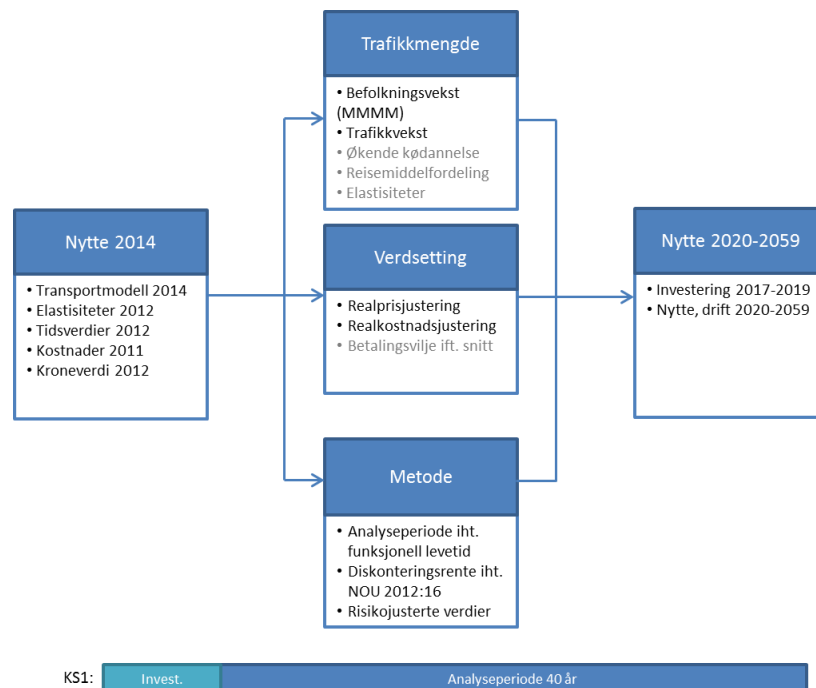 Trafikkmengde
• Befolkningsvekst
(MMMM)
• Trafikkvekst
• Økende kødannelse
• Reisemiddelfordeling
• Elastisiteter
Nytte 2014
• Transportmodell 2014
• Elastisiteter 2012
• Tidsverdier 2012
• Kostnader 2011
• Kroneverdi 2012
Verdsetting
• Realprisjustering
• Realkostnadsjustering
• Betalingsvilje ift. snitt
Nytte 2020-2059
• Investering 2017-2019
• Nytte, drift 2020-2059
Metode
• Analyseperiode iht.
funksjonell levetid
• Diskonteringsrente iht.
NOU 2012:16
• Risikojusterte verdier
KS1: Invest. Analyseperiode 40 år